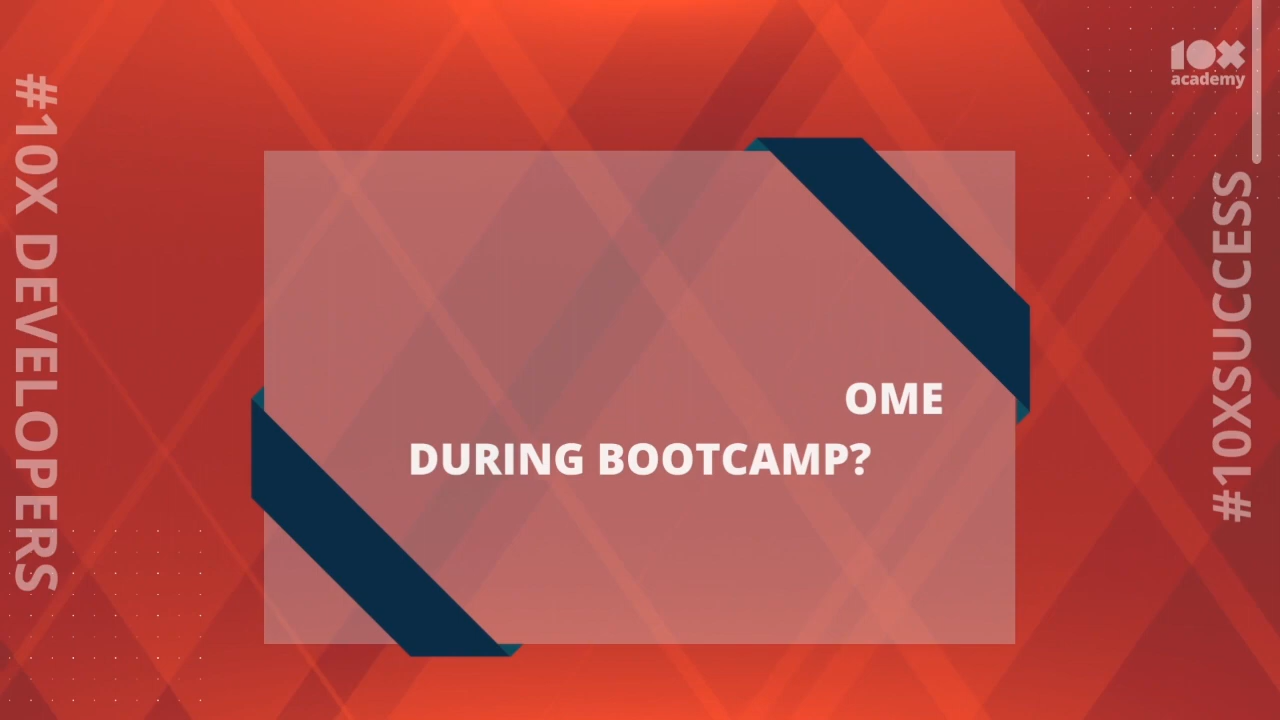 #10X DEVELOPERS
10X
academy
#10XSUCCESS
OME
DURING BOOTCAMP?